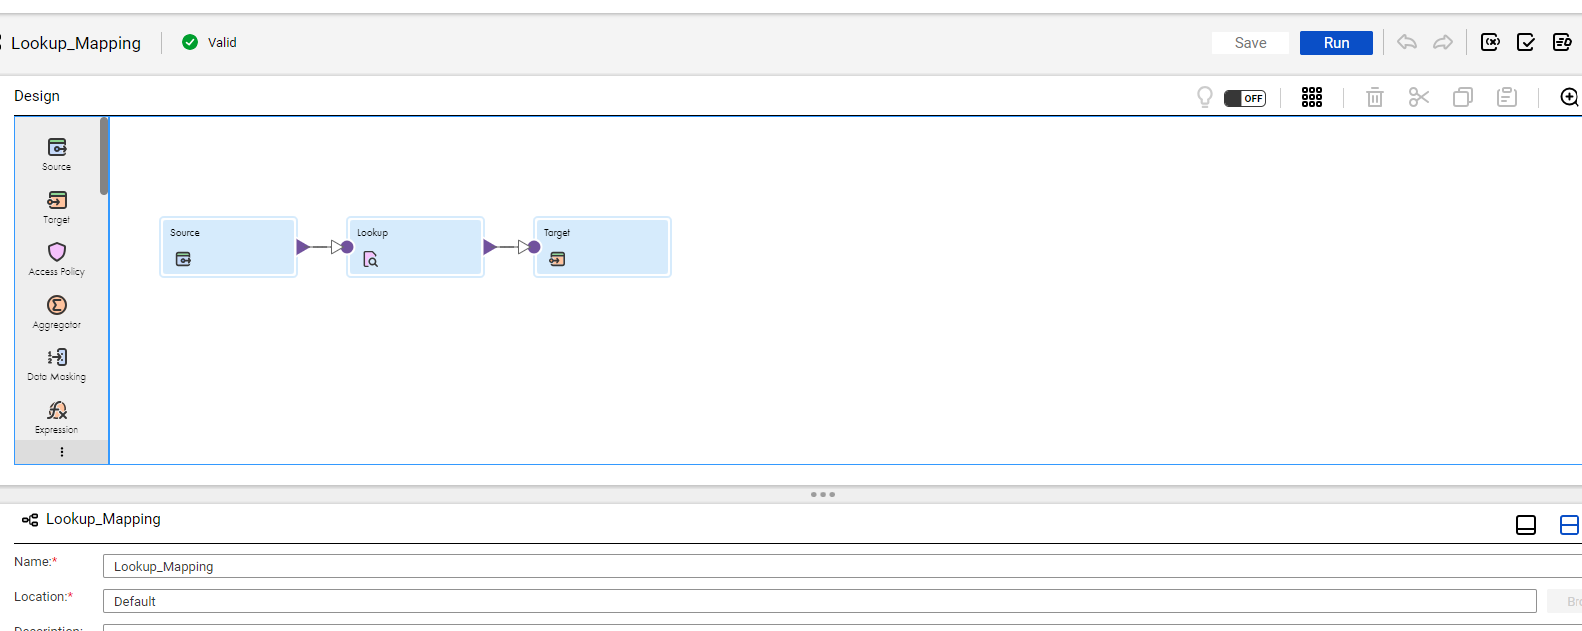 Lookup_Mapping
Valid
Save
Run
Design
OFF
Source
Target
Access Policy
Aggregator
Data Masking
Expression
Source
Lookup
Target
Lookup_Mapping
Name:*
Lookup_Mapping
Location:*
Default
Description: